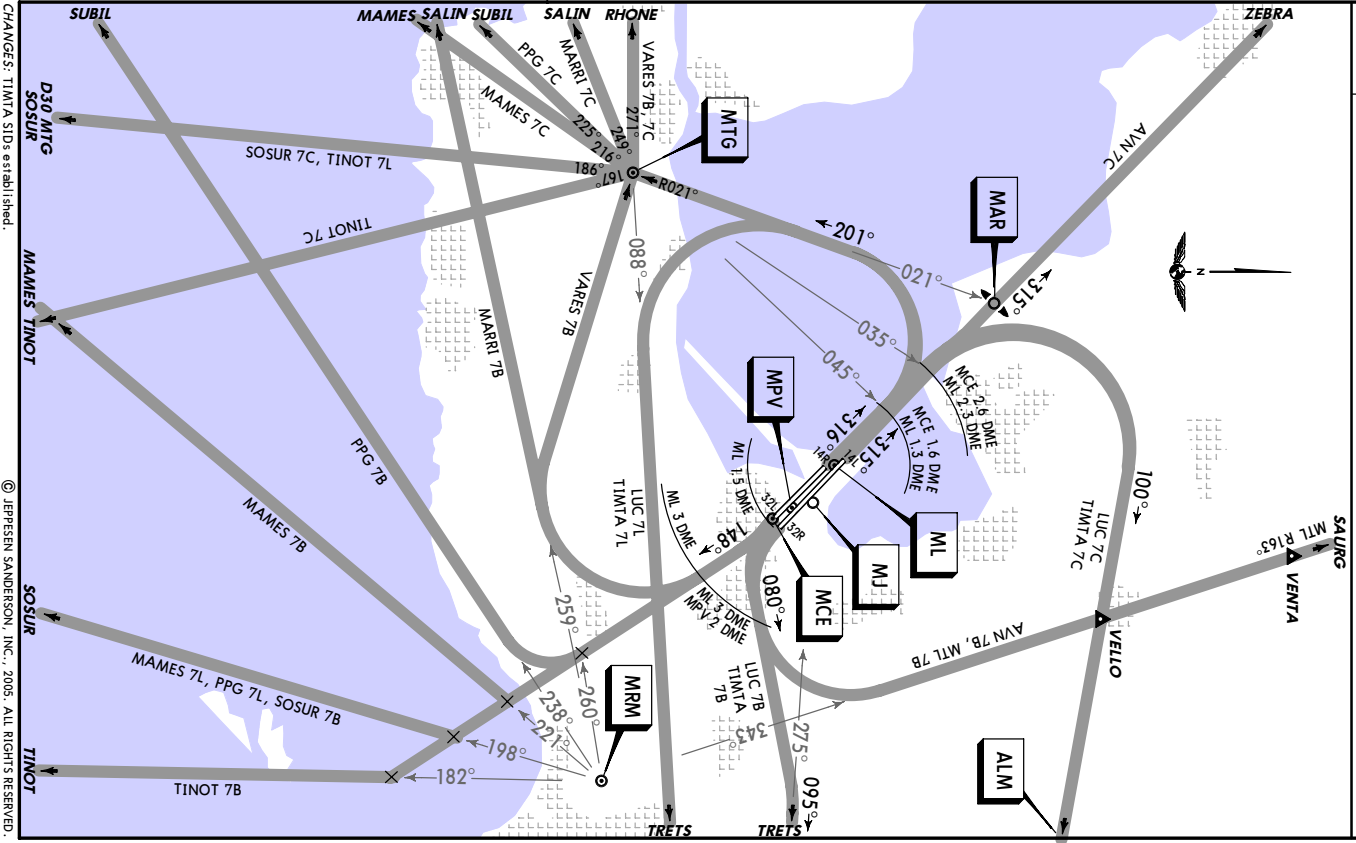 SUBIL
MAMES SALIN SUBIL
SALIN
RHONE
ZEBRA
VARES 7B, 7C
MARRI 7C
PPG 7C
MAMES 7C
271°
249°
225°
216°
186°
167°
D30 MTG
SOSUR
SOSUR 7C, TINOT 7L
TINOT 7C
MTG
R021°
088°
VARES 7B
MARRI 7B
201°
021°
035°
045°
MAR
315°
AVN 7C
N
MCE 2.6 DME
ML 2.3 DME
MCE 1.6 DME
ML 1.3 DME
316°
315°
14R
14L
32L
32R
MPV
ML
MJ
MCE
ML 1.5 DME
148°
ML 3 DME
ML 3 DME
MPV 2 DME
080°
LUC 7L
TIMTA 7L
LUC 7B
TIMTA
7B
343°
275°
095°
100°
LUC 7C
TIMTA 7C
SALIRG
MTL R163°
VENTA
VELLO
AVN 7B, MTL 7B
ALM
TRETS
TRETS
MRM
259°
260°
238°
221°
198°
182°
PPG 7B
MAMES 7B
MAMES 7L, PPG 7L, SOSUR 7B
TINOT 7B
MAMES TINOT
SOSUR
TINOT
CHANGES: TIMTA SIDs established.
© JEPPESEN SANDERSON, INC., 2005. ALL RIGHTS RESERVED.